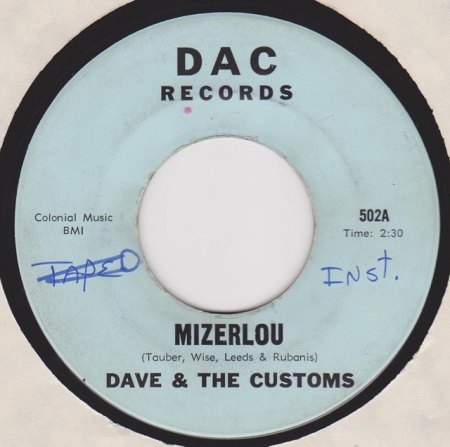 DAC
RECORDS
Colonial Music
BMI
502A
Time: 2:30
TAPED
INST.
MIZERLOU
(Tauber, Wise, Leeds & Rubanis)
DAVE & THE CUSTOMS